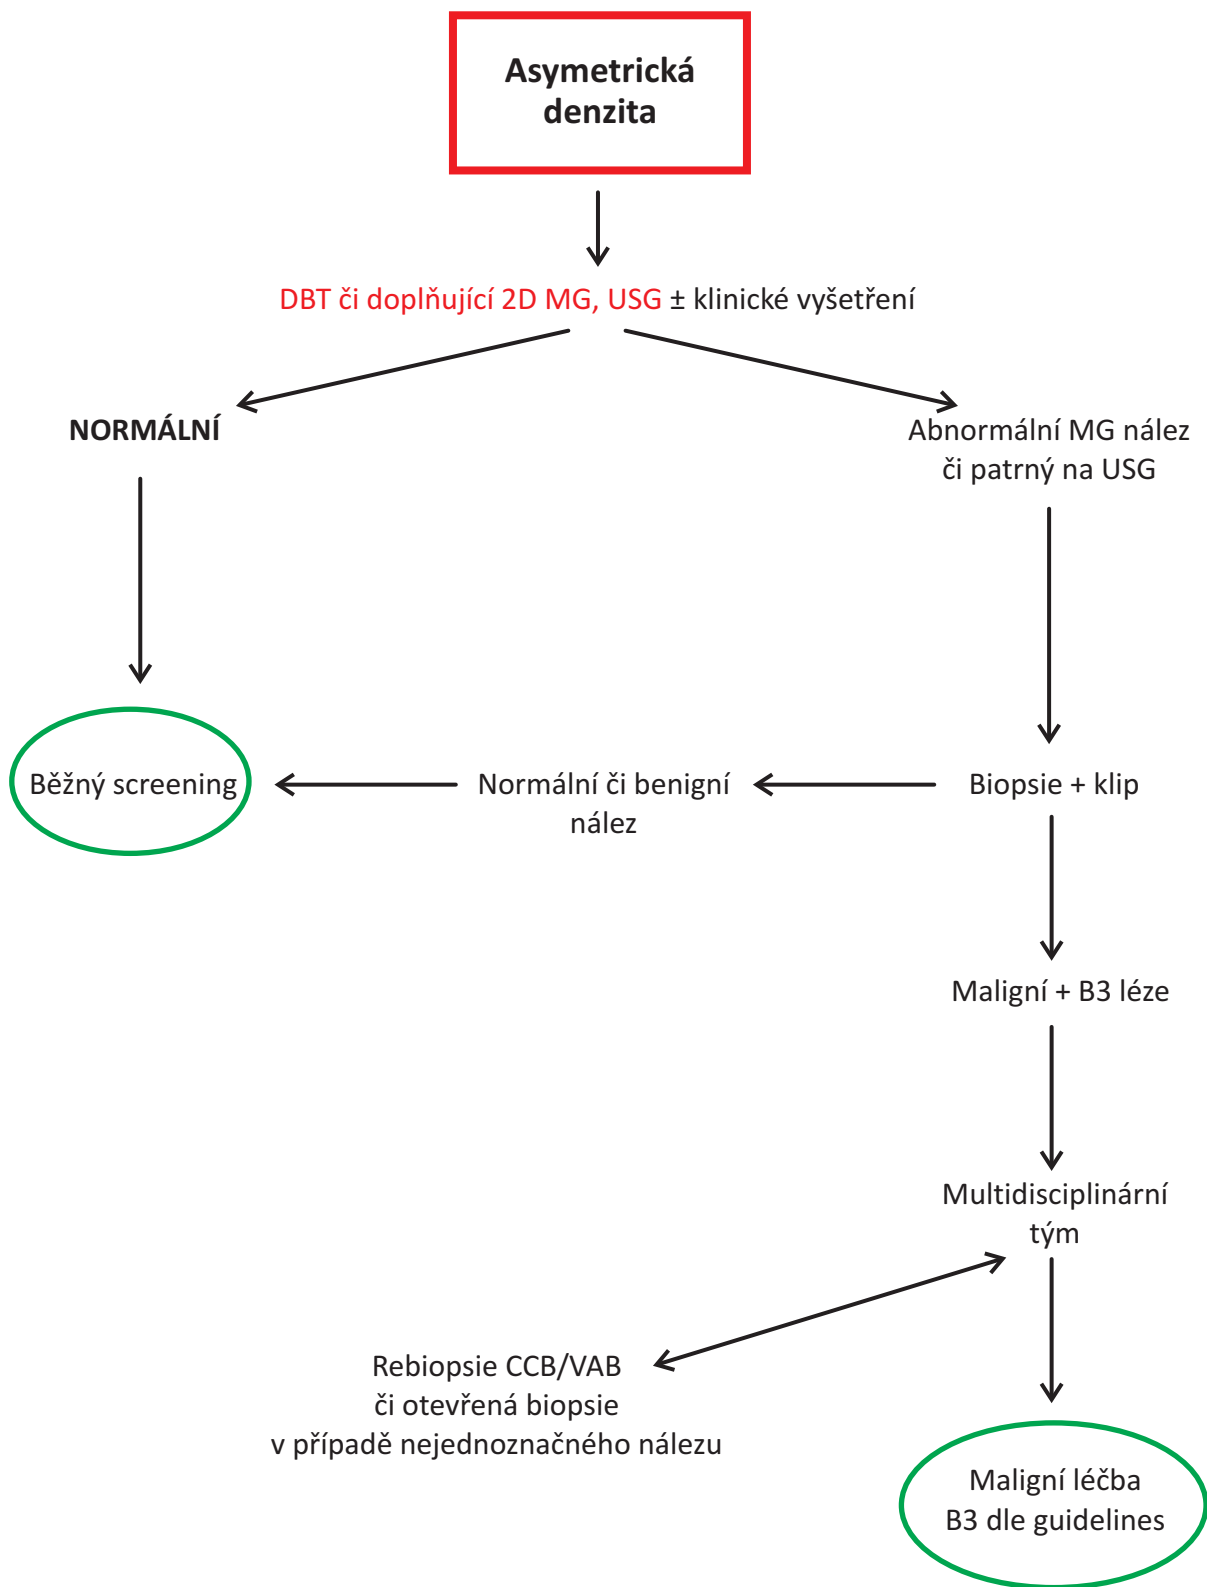 Asymetrická
denzita
DBT či doplňující 2D MG, USG ± klinické vyšetření
NORMÁLNÍ
Abnormální MG nález
či patrný na USG
Běžný screening
Normální či benigní
nález
Biopsie + klip
Maligní + B3 léze
Multidisciplinární
tým
Rebiopsie CCB/VAB
či otevřená biopsie
v případě nejednoznačného nálezu
Maligní léčba
B3 dle guidelines